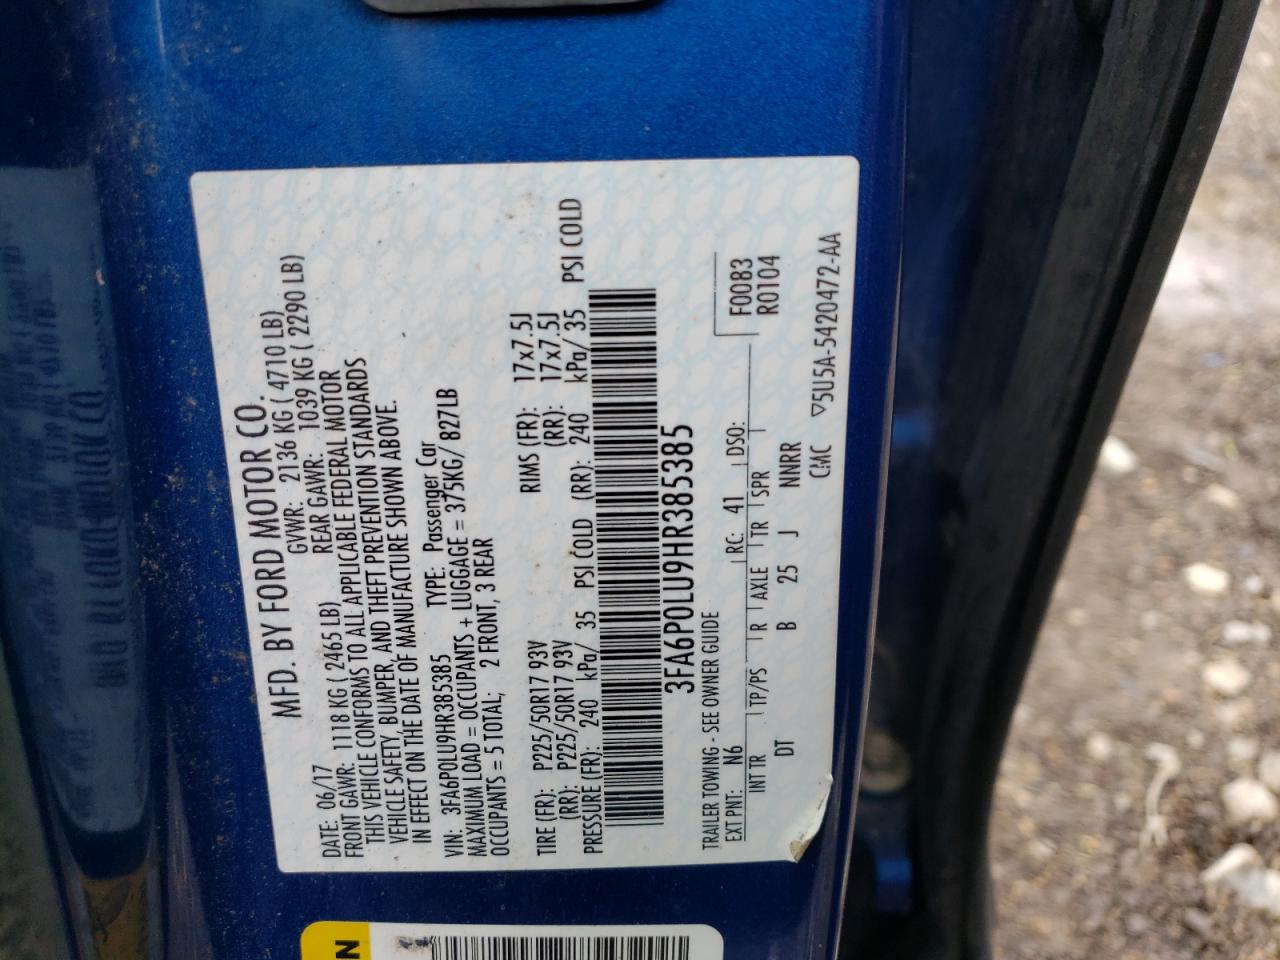 MFD. BY FORD MOTOR CO.
DATE: 06/17 GVWR: 2136 KG ( 4710 LB)
FRONT GAWR: 1118 KG ( 2465 LB) REAR GAWR: 1039 KG ( 2290 LB)
THIS VEHICLE CONFORMS TO ALL APPLICABLE FEDERAL MOTOR
VEHICLE SAFETY, BUMPER, AND THEFT PREVENTION STANDARDS
IN EFFECT ON THE DATE OF MANUFACTURE SHOWN ABOVE.
VIN: 3FA6P0LU9HR385385 TYPE: Passenger Car
MAXIMUM LOAD = OCCUPANTS + LUGGAGE = 375KG/ 827LB
OCCUPANTS = 5 TOTAL; 2 FRONT, 3 REAR
TIRE (FR): P225/50R17 93V RIMS (FR): 17x7.5J
(RR): P225/50R17 93V (RR): 17x7.5J
PRESSURE (FR): 240 kPa/ 35 PSI COLD (RR): 240 kPa/ 35 PSI COLD
3FA6P0LU9HR385385
TRAILER TOWING - SEE OWNER GUIDE
EXT PNT: N6 RC: 41 DSO: F0083
R0104
INT TR TP/PS R AXLE TR SPR
DT B 25 J NNRR
CMC ▽5U5A-5420472-AA